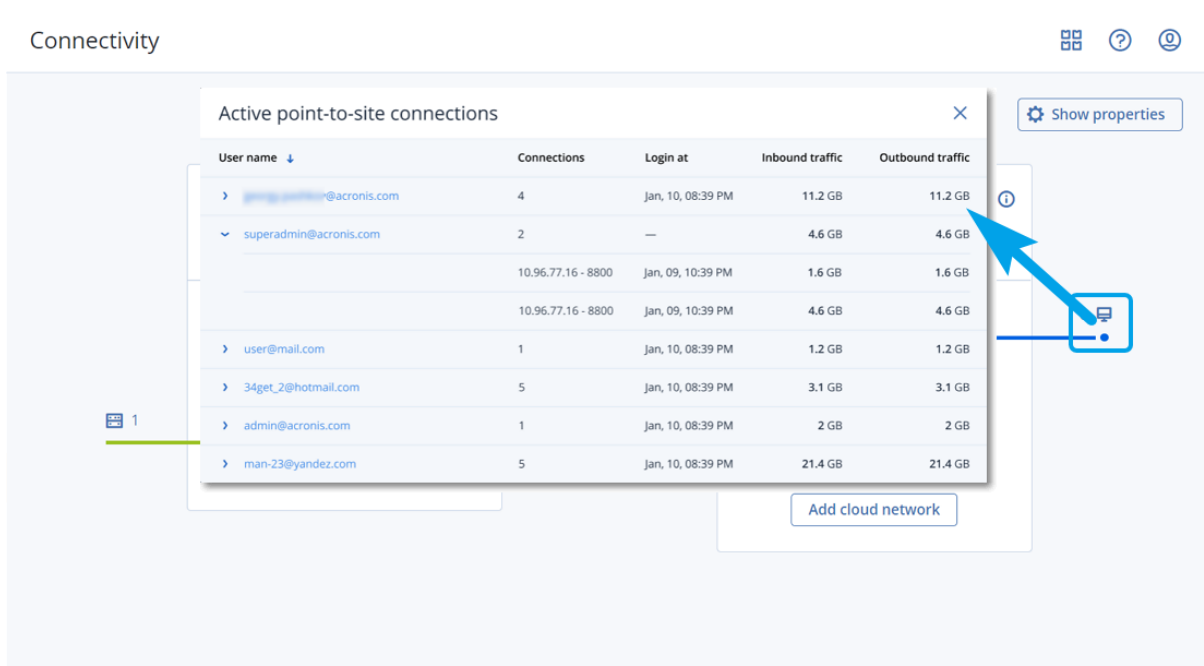 Connectivity
Show properties
Active point-to-site connections
User name Connections Login at Inbound traffic Outbound traffic
@acronis.com 4 Jan, 10, 08:39 PM 11.2 GB 11.2 GB
superadmin@acronis.com 2 — 4.6 GB 4.6 GB
10.96.77.16 - 8800 Jan, 09, 10:39 PM 1.6 GB 1.6 GB
10.96.77.16 - 8800 Jan, 09, 10:39 PM 4.6 GB 4.6 GB
user@mail.com 1 Jan, 10, 08:39 PM 1.2 GB 1.2 GB
34get_2@hotmail.com 5 Jan, 10, 08:39 PM 3.1 GB 3.1 GB
admin@acronis.com 1 Jan, 10, 08:39 PM 2 GB 2 GB
man-23@yandez.com 5 Jan, 10, 08:39 PM 21.4 GB 21.4 GB
1
Add cloud network